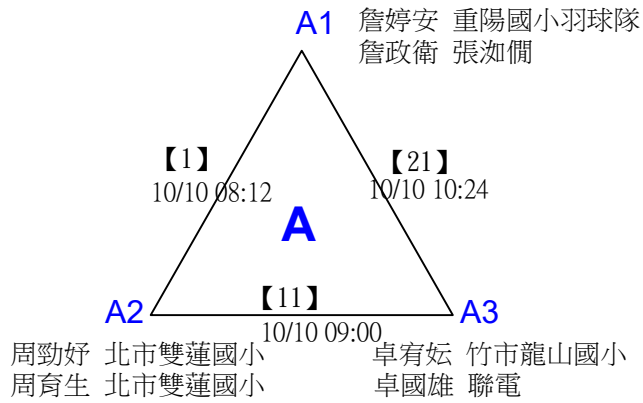 A1 詹婷安 重陽國小羽球隊
詹政衛 張洳僩
【1】 【21】
10/10 08:12 10/10 10:24
A
【11】
A2 A3
10/10 09:00
周勁妤 北市雙蓮國小 卓宥妘 竹市龍山國小
周育生 北市雙蓮國小 卓國雄 聯電